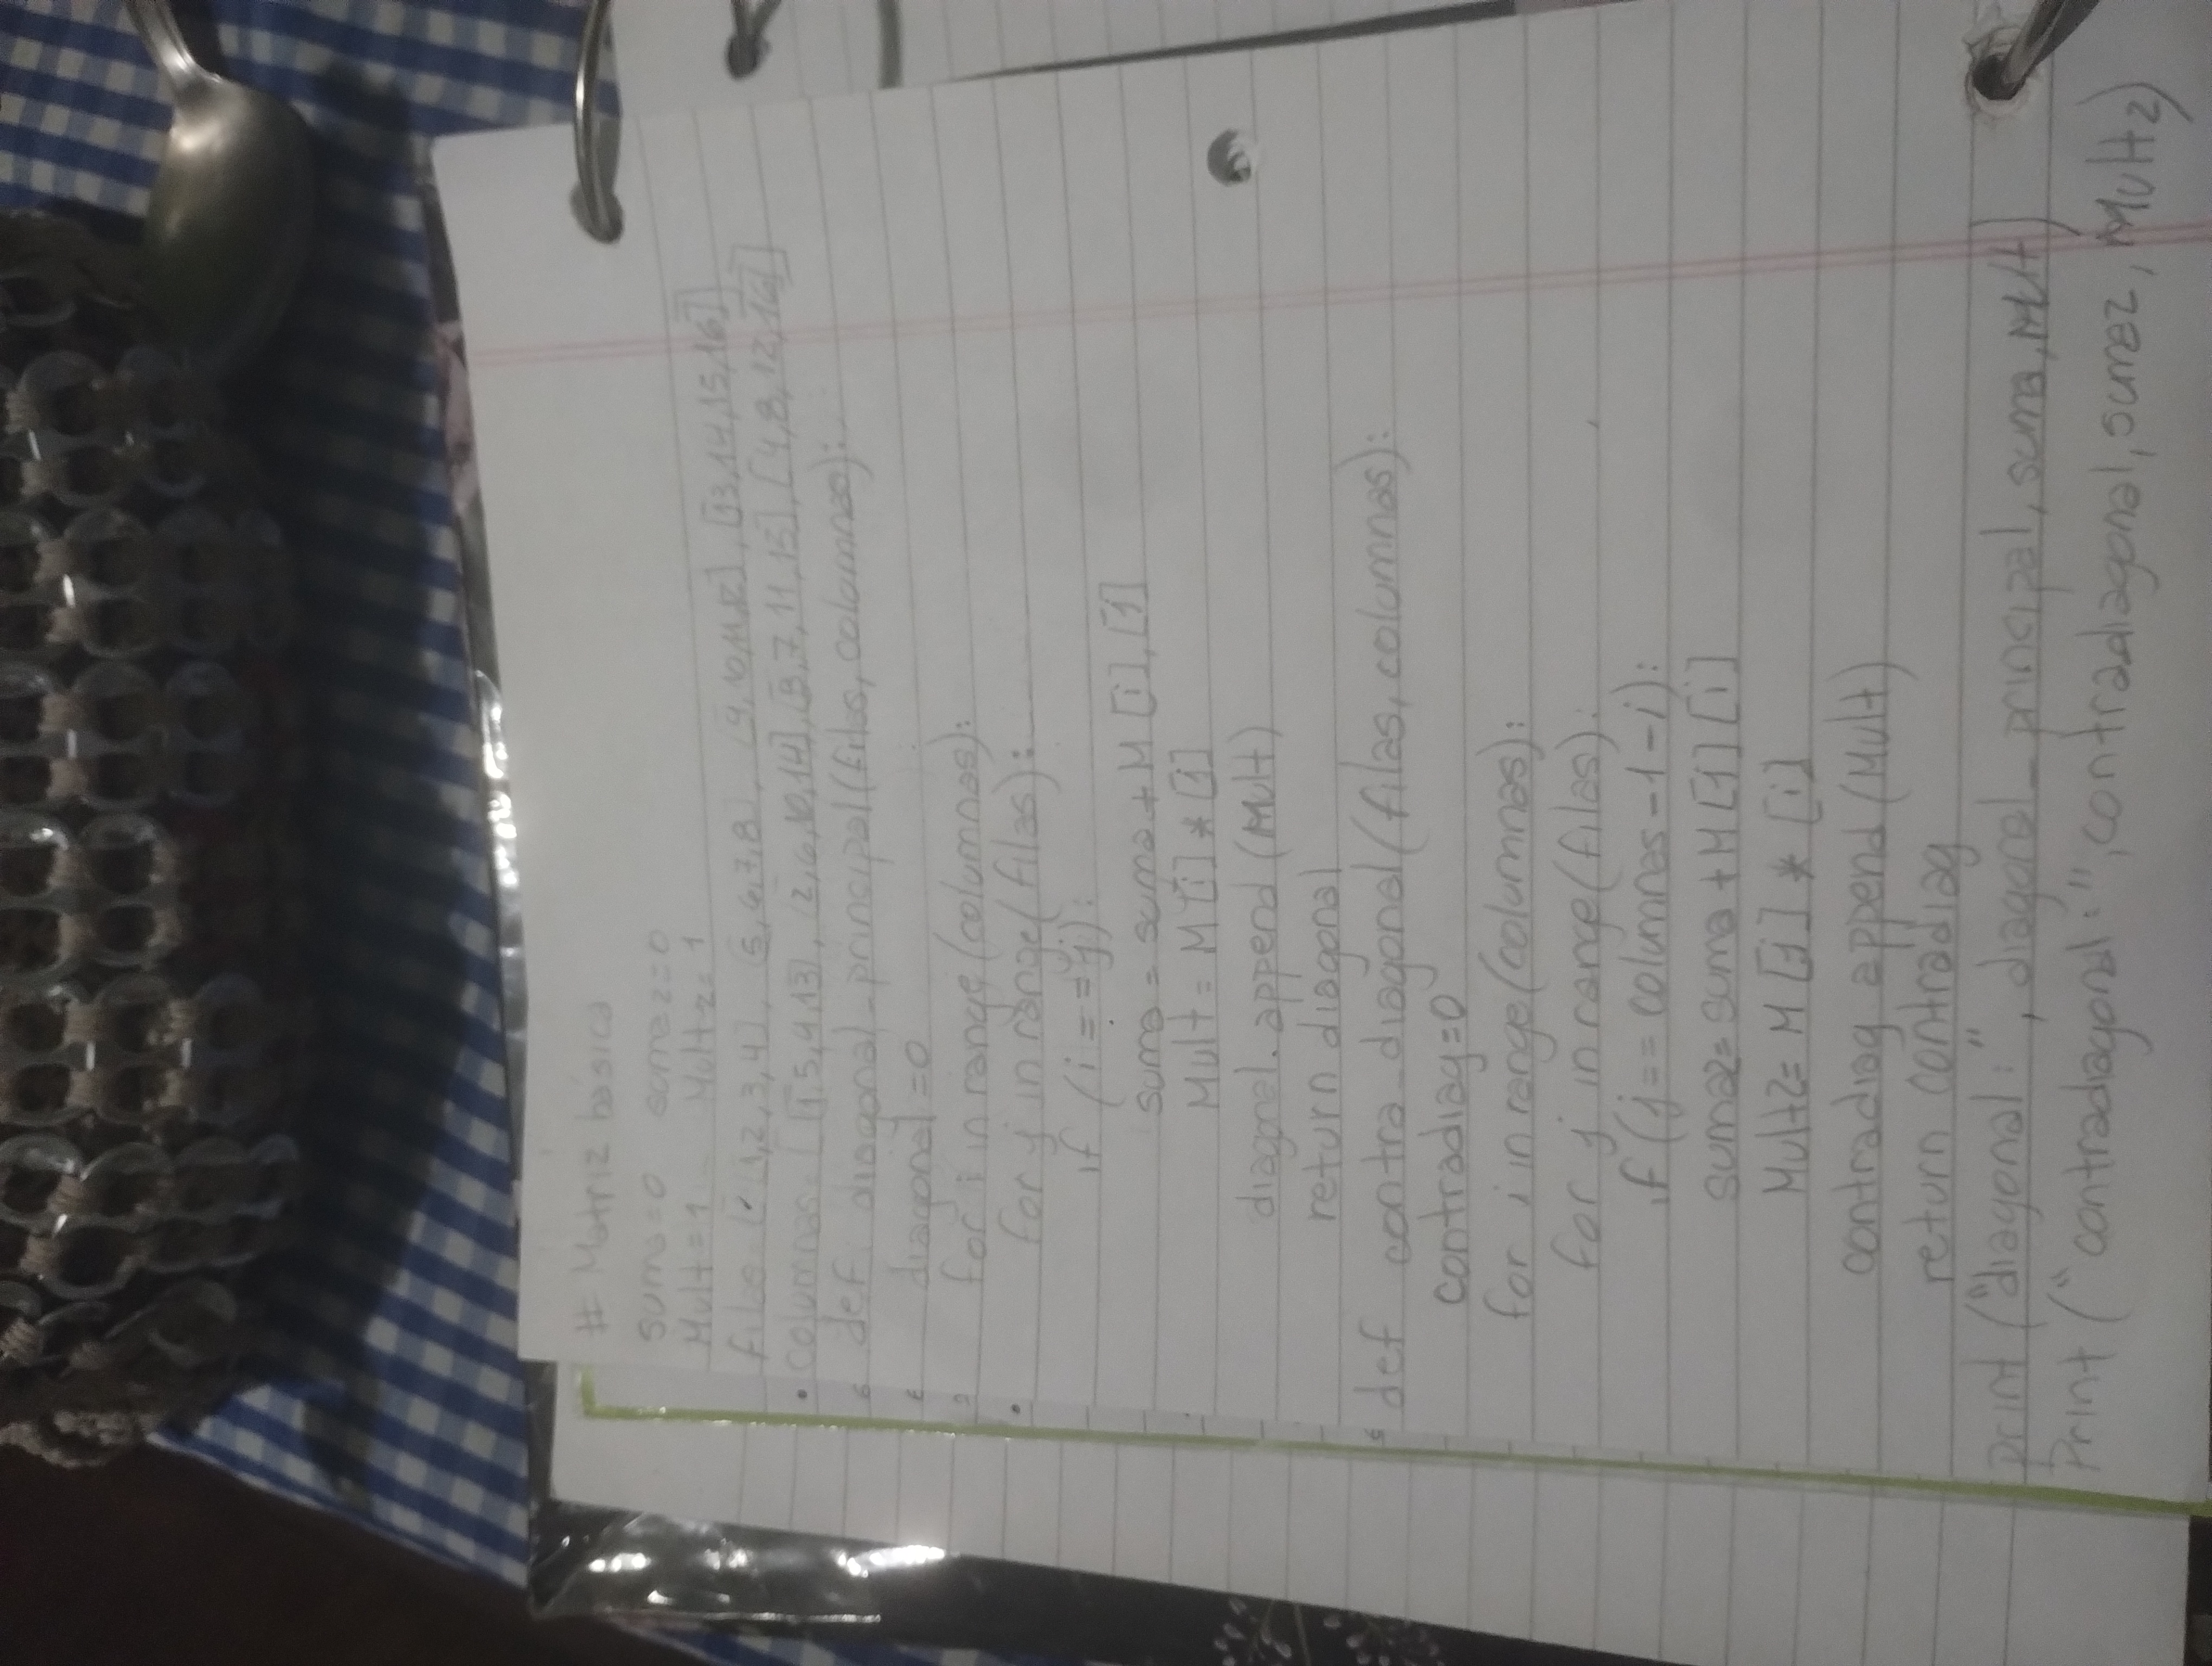 # Matriz básica
suma=0 suma2=0
Mult=1 Mult2=1
filas [ [1,2,3,4], [5,6,7,8], [9,10,11,12], [13,14,15,16]]
columnas= [ [1,5,9,13], [2,6,10,14], [3,7,11,15], [4,8,12,16]]
def diagonal_principal(filas, columnas):
diagonal=0
for i in range(columnas):
for j in range(filas):
if (i==j):
suma = suma + M[i],[j]
Mult = M[i] * [j]
diagonal.append (Mult)
return diagonal
def contra_diagonal(filas, columnas):
contradiag=0
for i in range(columnas):
for j in range(filas):
if (j== columnas-1-i):
suma2= suma + M[j][i]
Mult2= M[j] * [i]
contradiag append (Mult)
return contradiag
print ("diagonal:", diagonal_principal, suma, Mult)
Print ("contradiagonal:", contradiagonal, suma2, Mult2)